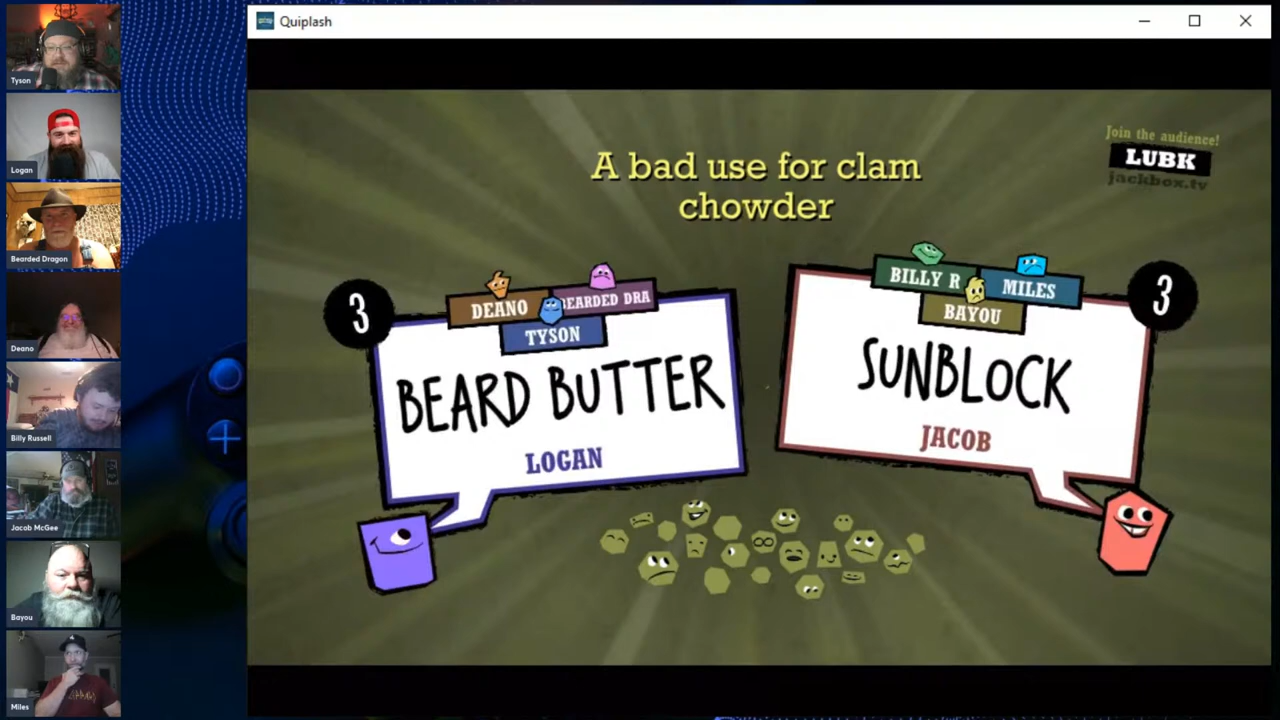 Quiplash
Tyson
Logan
Bearded Dragon
Deano
Billy Russell
Jacob McGee
Bayou
Miles
Join the audience!
LUBK
jackbox.tv
A bad use for clam
chowder
3
DEANO
BEARDED DRA
TYSON
BEARD BUTTER
LOGAN
BILLY R
MILES
BAYOU
3
SUNBLOCK
JACOB